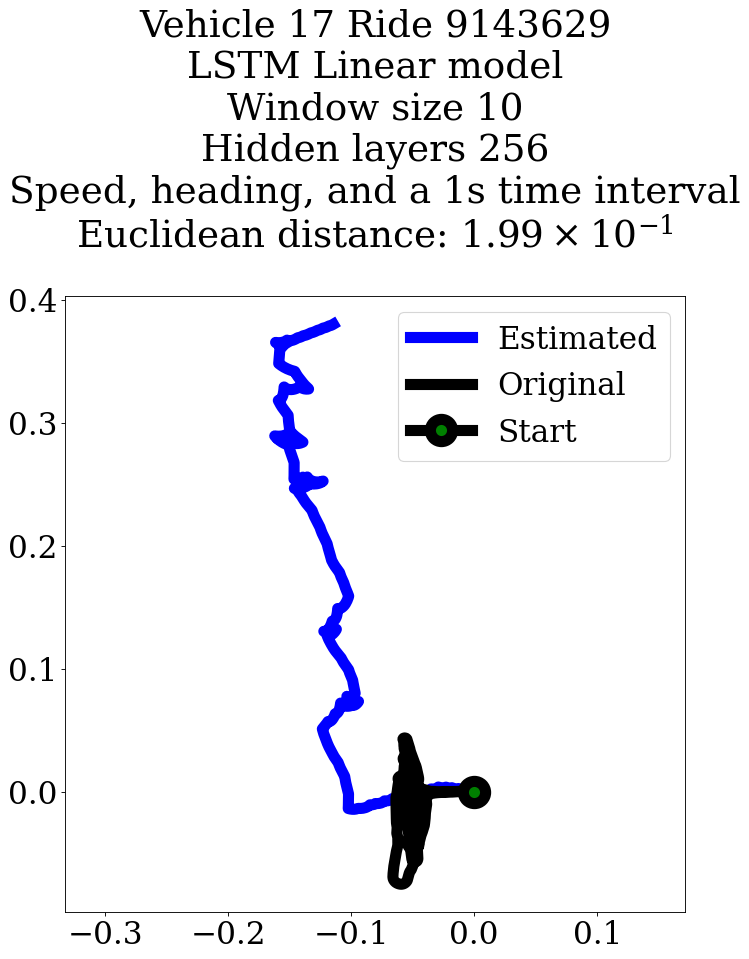 Vehicle 17 Ride 9143629
LSTM Linear model
Window size 10
Hidden layers 256
Speed, heading, and a 1s time interval
Euclidean distance: 1.99 × 10⁻¹
0.4
0.3
0.2
0.1
0.0
Estimated
Original
Start
−0.3 −0.2 −0.1 0.0 0.1